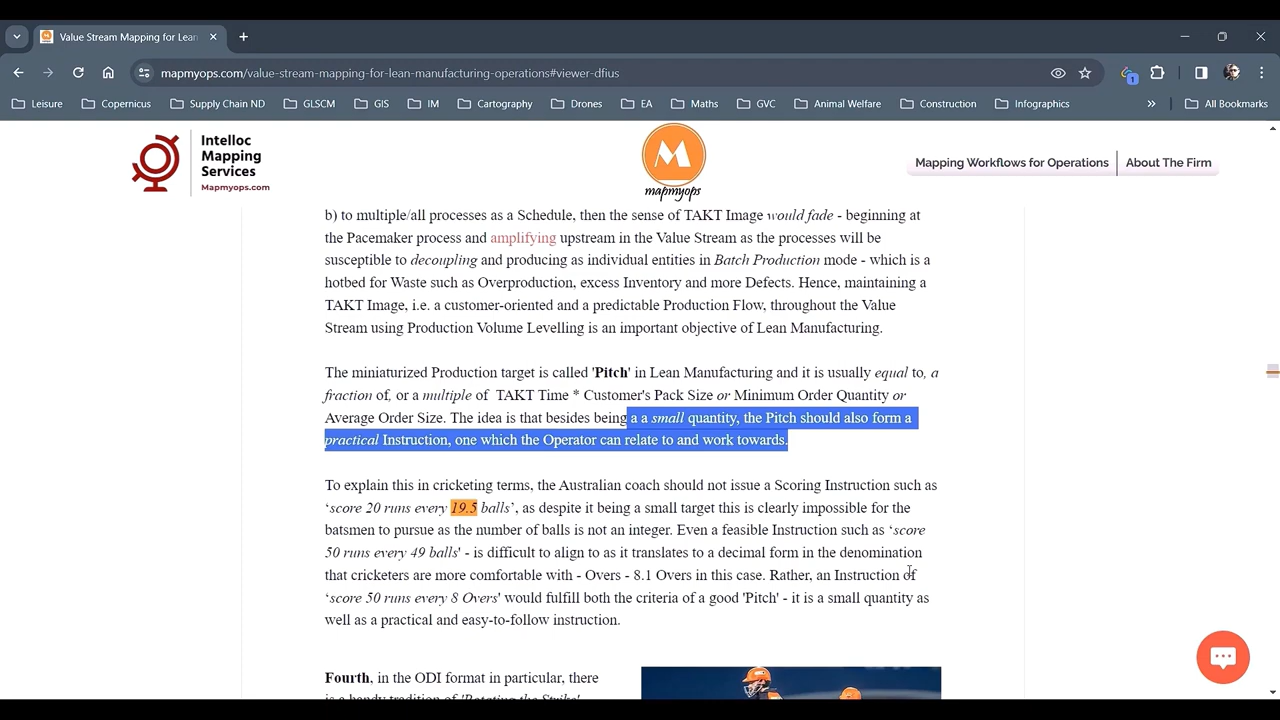 Value Stream Mapping for Lean
mapmyops.com/value-stream-mapping-for-lean-manufacturing-operations#viewer-dfius
1
Leisure Copernicus Supply Chain ND GLSCM GIS IM Cartography Drones EA Maths GVC Animal Welfare Construction Infographics All Bookmarks
Intelloc
Mapping
Services
Mapmyops.com
M
mapmyops
Mapping Workflows for Operations About The Firm
b) to multiple/all processes as a Schedule, then the sense of TAKT Image would fade - beginning at
the Pacemaker process and amplifying upstream in the Value Stream as the processes will be
susceptible to decoupling and producing as individual entities in Batch Production mode - which is a
hotbed for Waste such as Overproduction, excess Inventory and more Defects. Hence, maintaining a
TAKT Image, i.e. a customer-oriented and a predictable Production Flow, throughout the Value
Stream using Production Volume Levelling is an important objective of Lean Manufacturing.
The miniaturized Production target is called 'Pitch' in Lean Manufacturing and it is usually equal to, a
fraction of, or a multiple of TAKT Time * Customer's Pack Size or Minimum Order Quantity or
Average Order Size. The idea is that besides being a a small quantity, the Pitch should also form a
practical Instruction, one which the Operator can relate to and work towards.
To explain this in cricketing terms, the Australian coach should not issue a Scoring Instruction such as
‘score 20 runs every 19.5 balls’, as despite it being a small target this is clearly impossible for the
batsmen to pursue as the number of balls is not an integer. Even a feasible Instruction such as ‘score
50 runs every 49 balls' - is difficult to align to as it translates to a decimal form in the denomination
that cricketers are more comfortable with - Overs - 8.1 Overs in this case. Rather, an Instruction of
‘score 50 runs every 8 Overs' would fulfill both the criteria of a good 'Pitch' - it is a small quantity as
well as a practical and easy-to-follow instruction.
Fourth, in the ODI format in particular, there
is a handy tradition of 'Rotating the Strike'